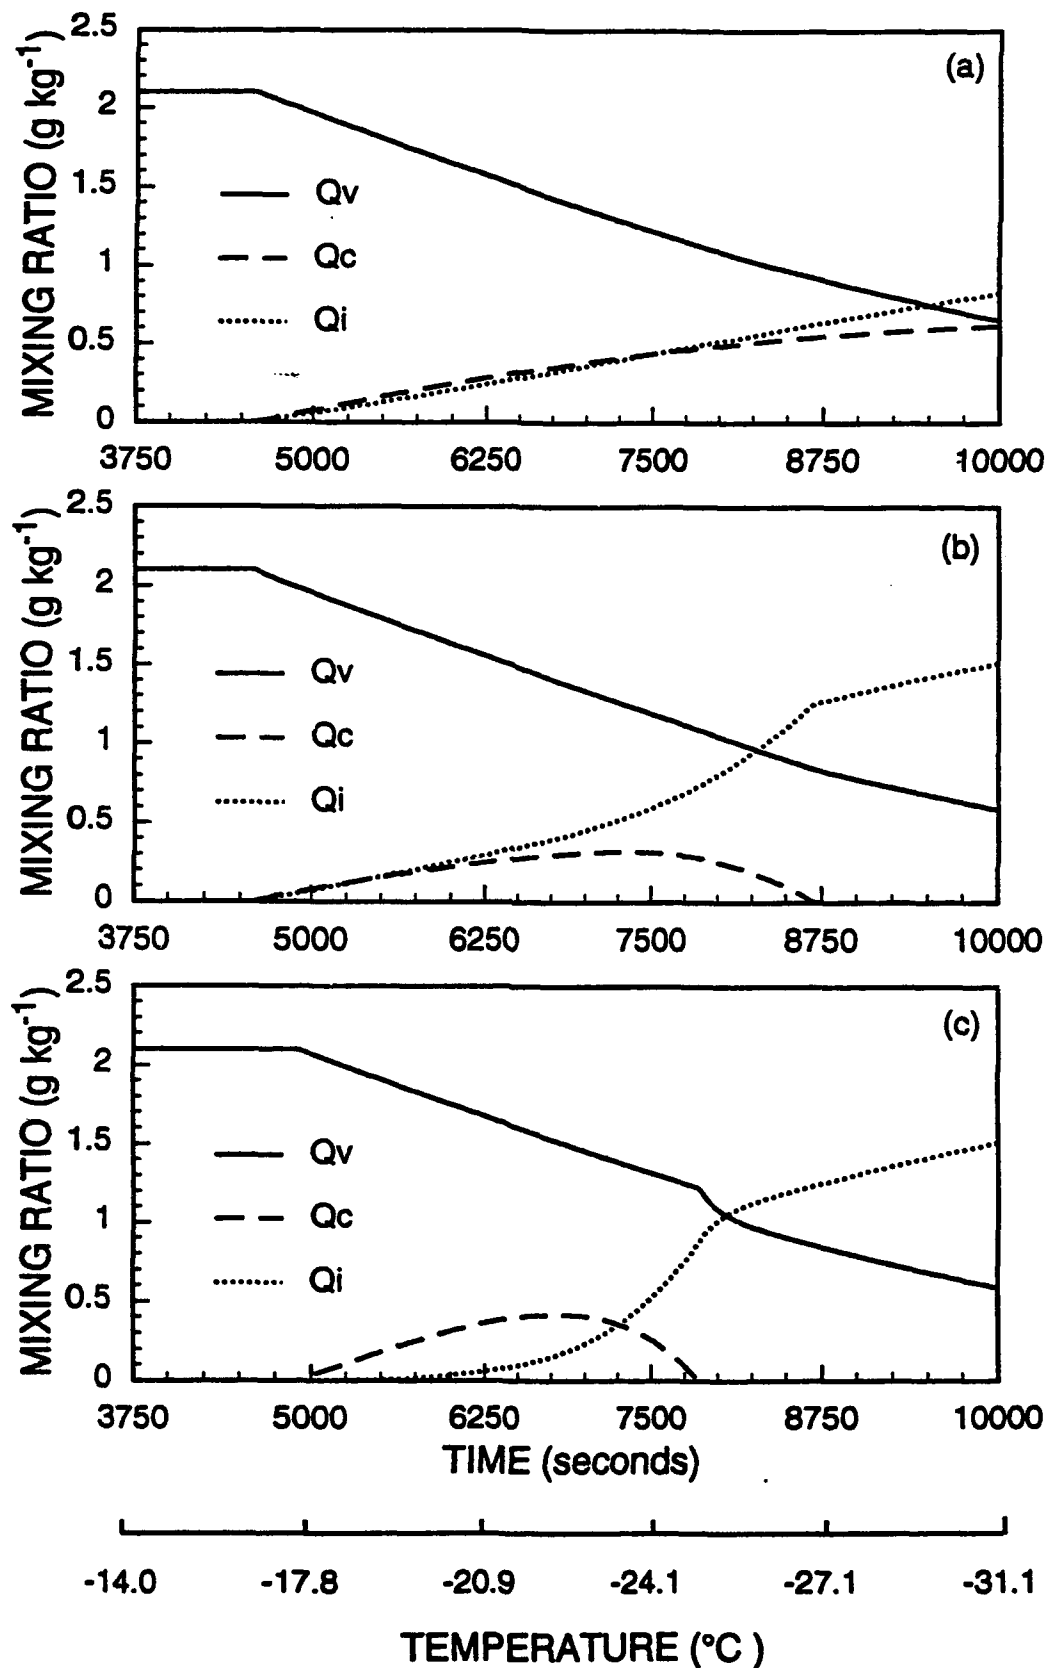 MIXING RATIO (g kg-1)
2.5
2
1.5
1
0.5
0
(a)
Qv
Qc
Qi
3750 5000 6250 7500 8750 10000
MIXING RATIO (g kg-1)
2.5
2
1.5
1
0.5
0
(b)
Qv
Qc
Qi
3750 5000 6250 7500 8750 10000
MIXING RATIO (g kg-1)
2.5
2
1.5
1
0.5
0
(c)
Qv
Qc
Qi
3750 5000 6250 7500 8750 10000
TIME (seconds)
-14.0 -17.8 -20.9 -24.1 -27.1 -31.1
TEMPERATURE (°C )